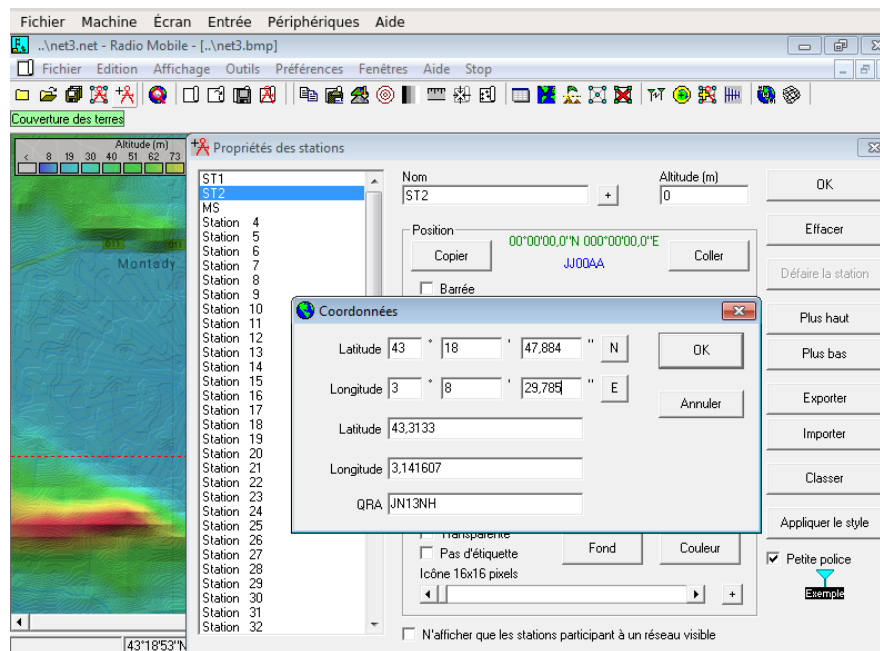 Fichier Machine Écran Entrée Périphériques Aide
..\net3.net - Radio Mobile - [..\net3.bmp]
Fichier Edition Affichage Outils Préférences Fenêtres Aide Stop
Couverture des terres
Altitude (m)
< 8 19 30 40 51 62 73
Montady
Propriétés des stations
ST1
ST2
MS
Station 4
Station 5
Station 6
Station 7
Station 8
Station 9
Station 10
Station 11
Station 12
Station 13
Station 14
Station 15
Station 16
Station 17
Station 18
Station 19
Station 20
Station 21
Station 22
Station 23
Station 24
Station 25
Station 26
Station 27
Station 28
Station 29
Station 30
Station 31
Station 32
Nom
ST2
+
Altitude (m)
0
Position
Copier
00°00'00,0''N 000°00'00,0''E
JJ00AA
Coller
Barrée
Coordonnées
Latitude 43 ° 18 ' 47,884 '' N
Longitude 3 ° 8 ' 29,785 '' E
Latitude 43,3133
Longitude 3,141607
QRA JN13NH
OK
Annuler
Transparente
Pas d'étiquette
Fond
Couleur
Icône 16x16 pixels
+
N'afficher que les stations participant à un réseau visible
OK
Effacer
Défaire la station
Plus haut
Plus bas
Exporter
Importer
Classer
Appliquer le style
Petite police
Exemple
43°18'53''N